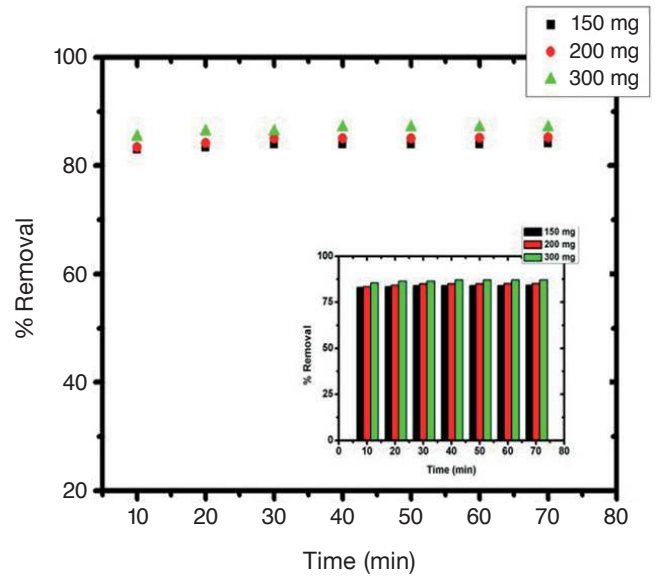 150 mg
200 mg
300 mg
100
80
60
40
20
% Removal
10 20 30 40 50 60 70 80
Time (min)
150 mg
200 mg
300 mg
100
75
50
25
0
% Removal
0 10 20 30 40 50 60 70 80
Time (min)